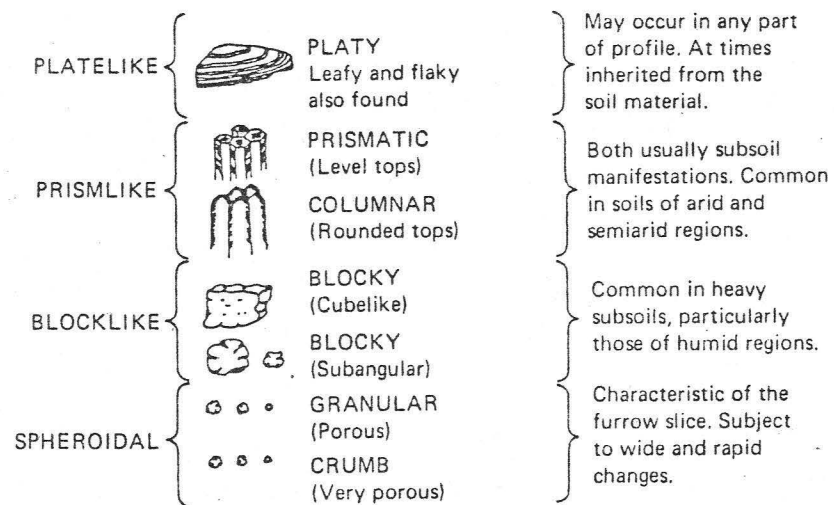 PLATELIKE
PLATY
Leafy and flaky
also found
May occur in any part
of profile. At times
inherited from the
soil material.
PRISMLIKE
PRISMATIC
(Level tops)
COLUMNAR
(Rounded tops)
Both usually subsoil
manifestations. Common
in soils of arid and
semiarid regions.
BLOCKLIKE
BLOCKY
(Cubelike)
BLOCKY
(Subangular)
Common in heavy
subsoils, particularly
those of humid regions.
SPHEROIDAL
GRANULAR
(Porous)
CRUMB
(Very porous)
Characteristic of the
furrow slice. Subject
to wide and rapid
changes.